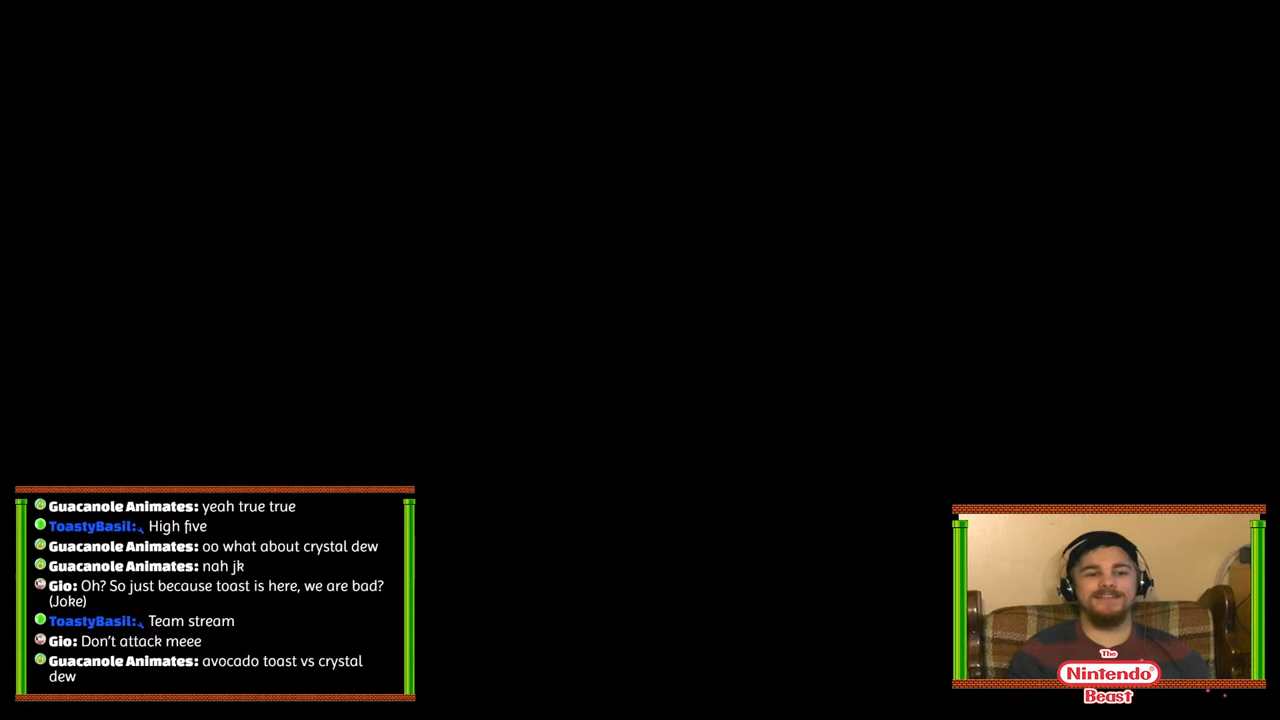 Guacanole Animates: yeah true true
ToastyBasil: High five
Guacanole Animates: oo what about crystal dew
Guacanole Animates: nah jk
Gio: Oh? So just because toast is here, we are bad?
(Joke)
ToastyBasil: Team stream
Gio: Don't attack meee
Guacanole Animates: avocado toast vs crystal
dew
The
Nintendo®
Beast